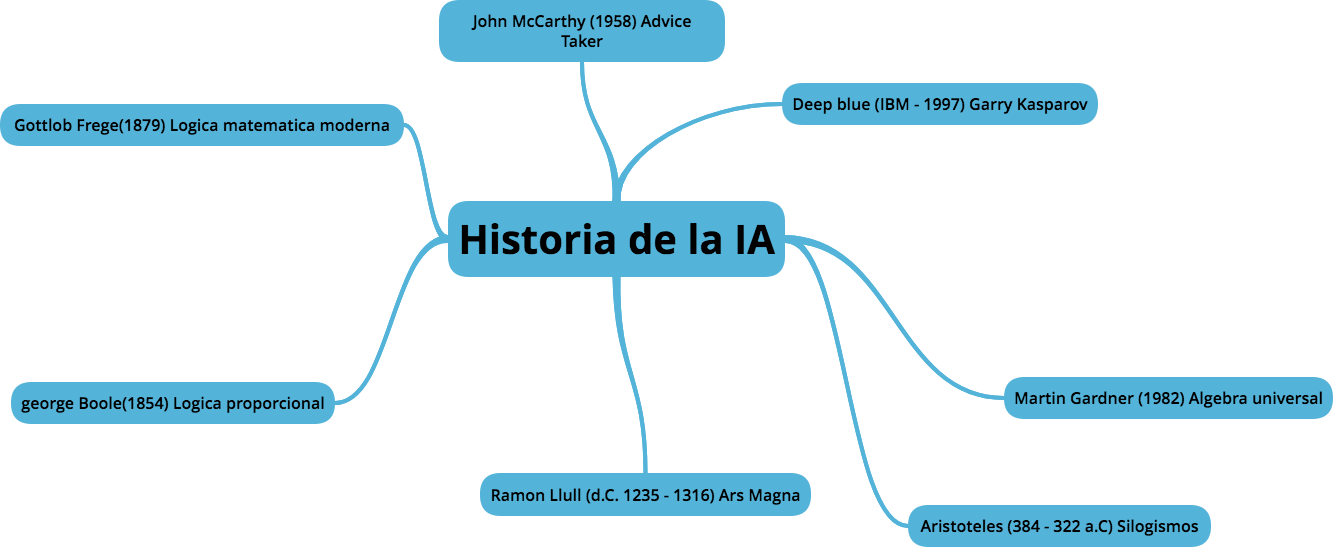 John McCarthy (1958) Advice
Taker
Deep blue (IBM - 1997) Garry Kasparov
Gottlob Frege(1879) Logica matematica moderna
Historia de la IA
george Boole(1854) Logica proporcional
Martin Gardner (1982) Algebra universal
Ramon Llull (d.C. 1235 - 1316) Ars Magna
Aristoteles (384 - 322 a.C) Silogismos